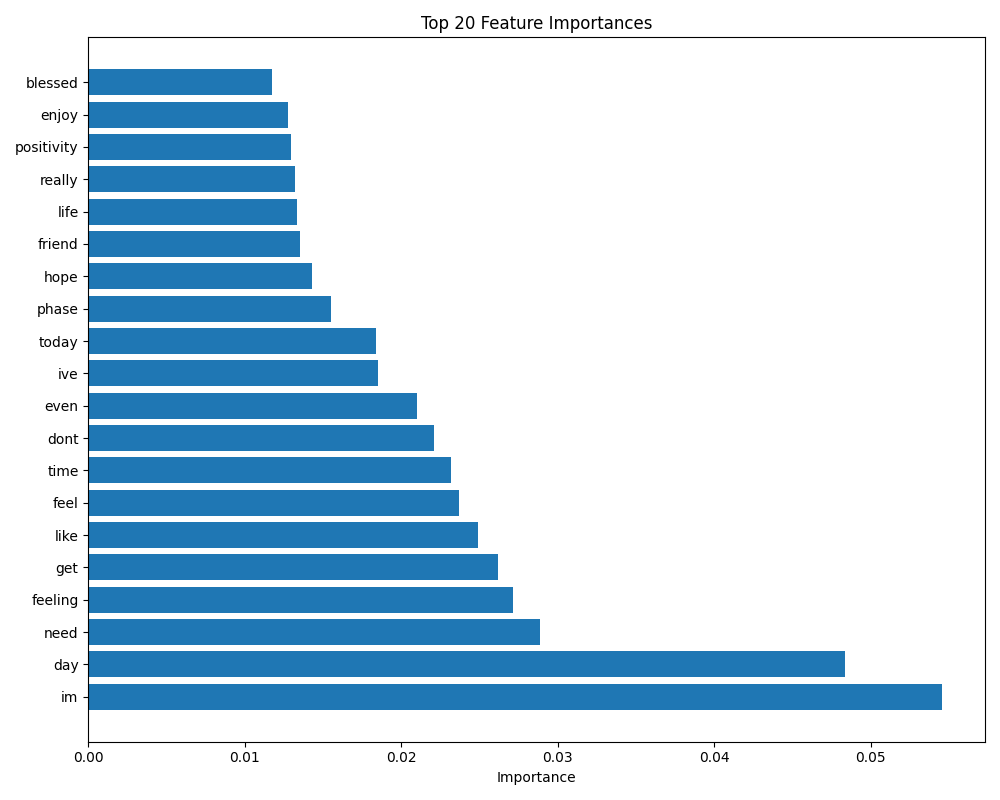 Top 20 Feature Importances
blessed
enjoy
positivity
really
life
friend
hope
phase
today
ive
even
dont
time
feel
like
get
feeling
need
day
im
0.00 0.01 0.02 0.03 0.04 0.05
Importance